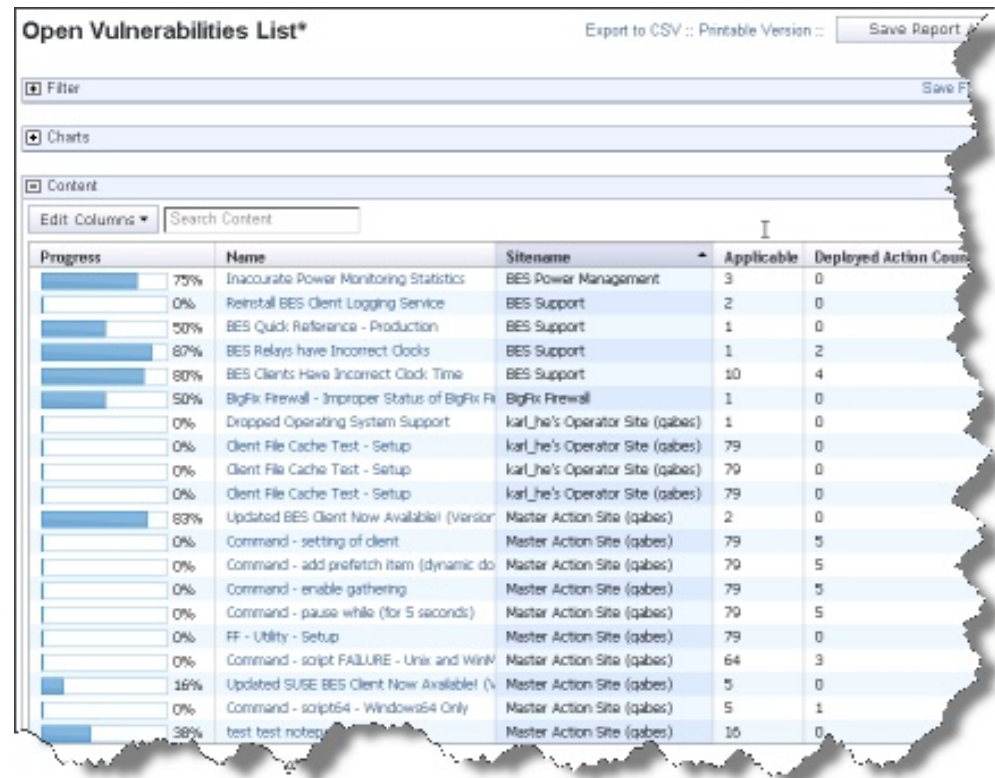 Open Vulnerabilities List*
Export to CSV :: Printable Version ::
Save Report
Filter
Save
Charts
Content
Edit Columns
Search Content
Progress Name Sitename Applicable Deployed Action
75% Inaccurate Power Monitoring Statistics BES Power Management 3 0
0% Reinstall BES Client Logging Service BES Support 2 0
50% BES Quick Reference - Production BES Support 1 0
87% BES Relays have Incorrect Clocks BES Support 1 2
80% BES Clients Have Incorrect Clock Time BES Support 10 4
50% BigFix Firewall - Improper Status of BigFix BigFix Firewall 1 0
0% Dropped Operating System Support karl_he's Operator Site (qabes) 1 0
0% Client File Cache Test - Setup karl_he's Operator Site (qabes) 79 0
0% Client File Cache Test - Setup karl_he's Operator Site (qabes) 79 0
0% Client File Cache Test - Setup karl_he's Operator Site (qabes) 79 0
83% Updated BES Client Now Available! (Version Master Action Site (qabes) 2 0
0% Command - setting of client Master Action Site (qabes) 79 5
0% Command - add prefetch item (dynamic do Master Action Site (qabes) 79 5
0% Command - enable gathering Master Action Site (qabes) 79 5
0% Command - pause while (for 5 seconds) Master Action Site (qabes) 79 5
0% FF - Utility - Setup Master Action Site (qabes) 79 0
0% Command - script FAILURE - Unix and Master Action Site (qabes) 64 3
16% Updated SUSE BES Client Now Available! Master Action Site (qabes) 5 0
0% Command - script64 - Windows64 Only Master Action Site (qabes) 5 1
38% test test Master Action Site (qabes) 16 0